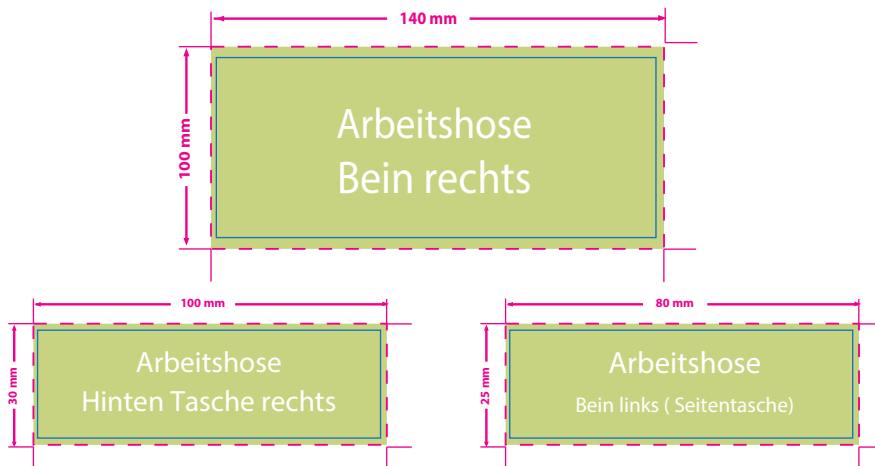 140 mm
100 mm
Arbeitshose
Bein rechts
100 mm
30 mm
Arbeitshose
Hinten Tasche rechts
80 mm
25 mm
Arbeitshose
Bein links ( Seitentasche)